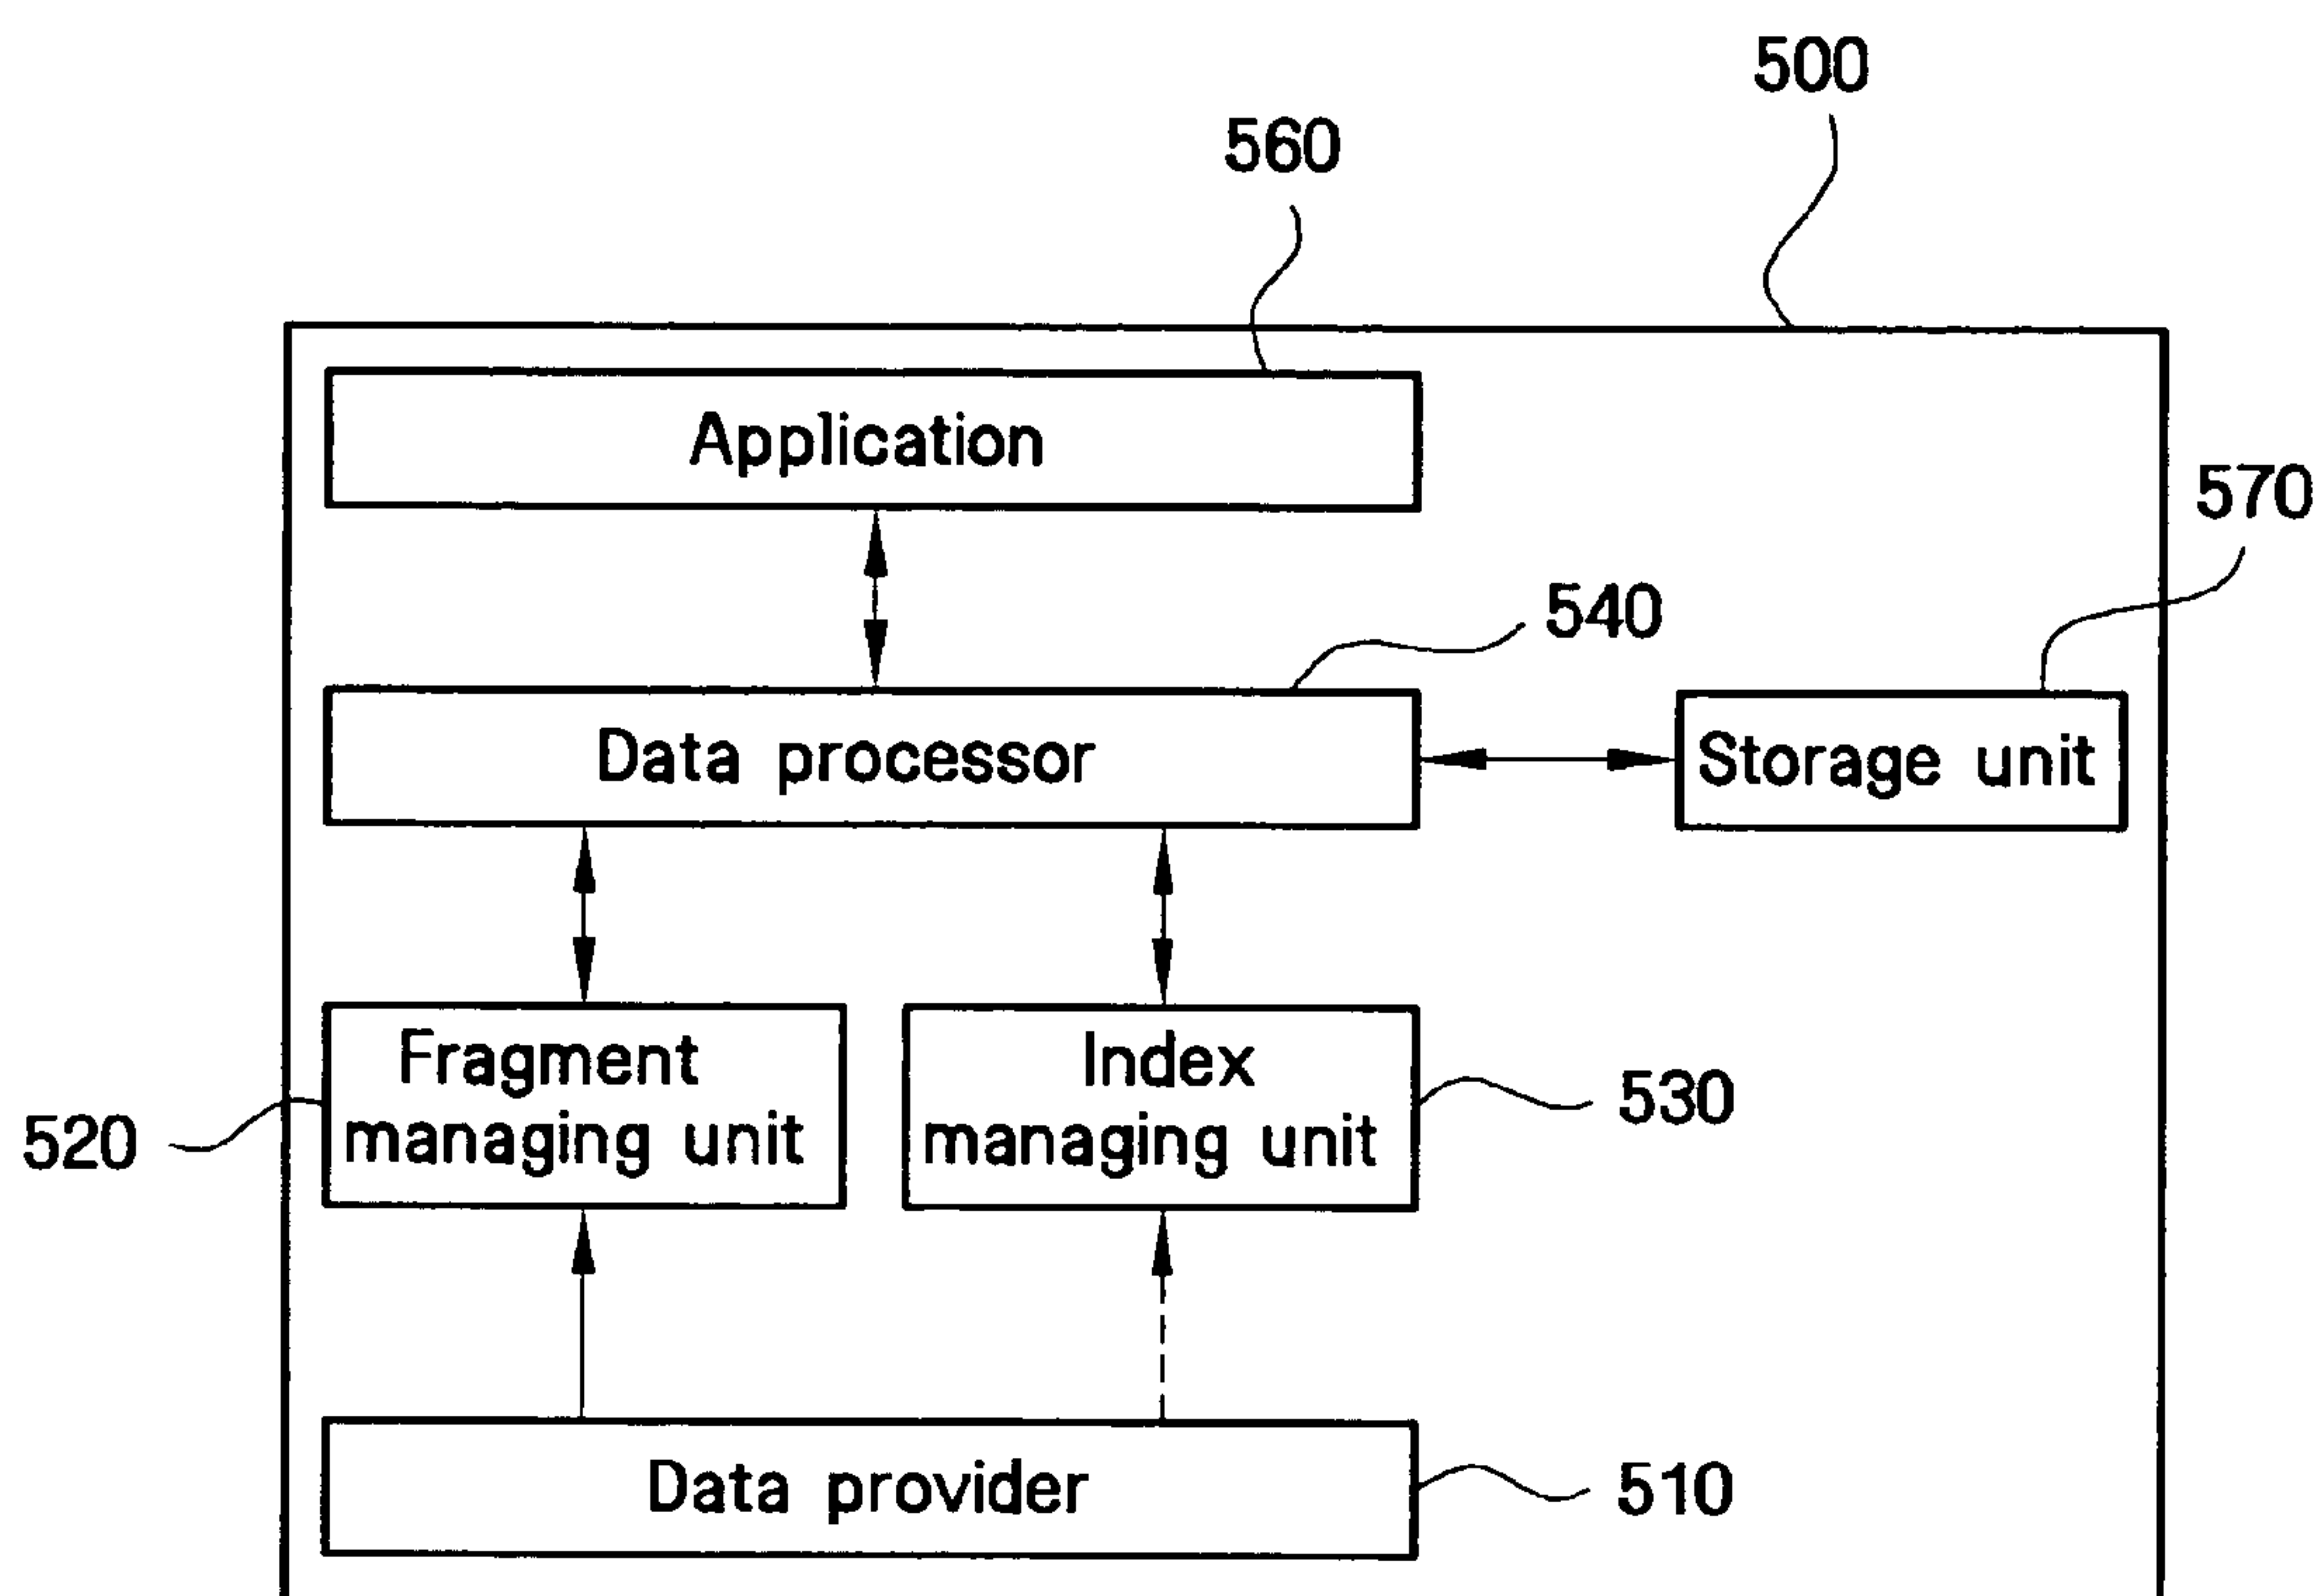 500
560
Application
570
540
Data processor
Storage unit
Fragment
managing unit
Index
managing unit
530
520
Data provider
510